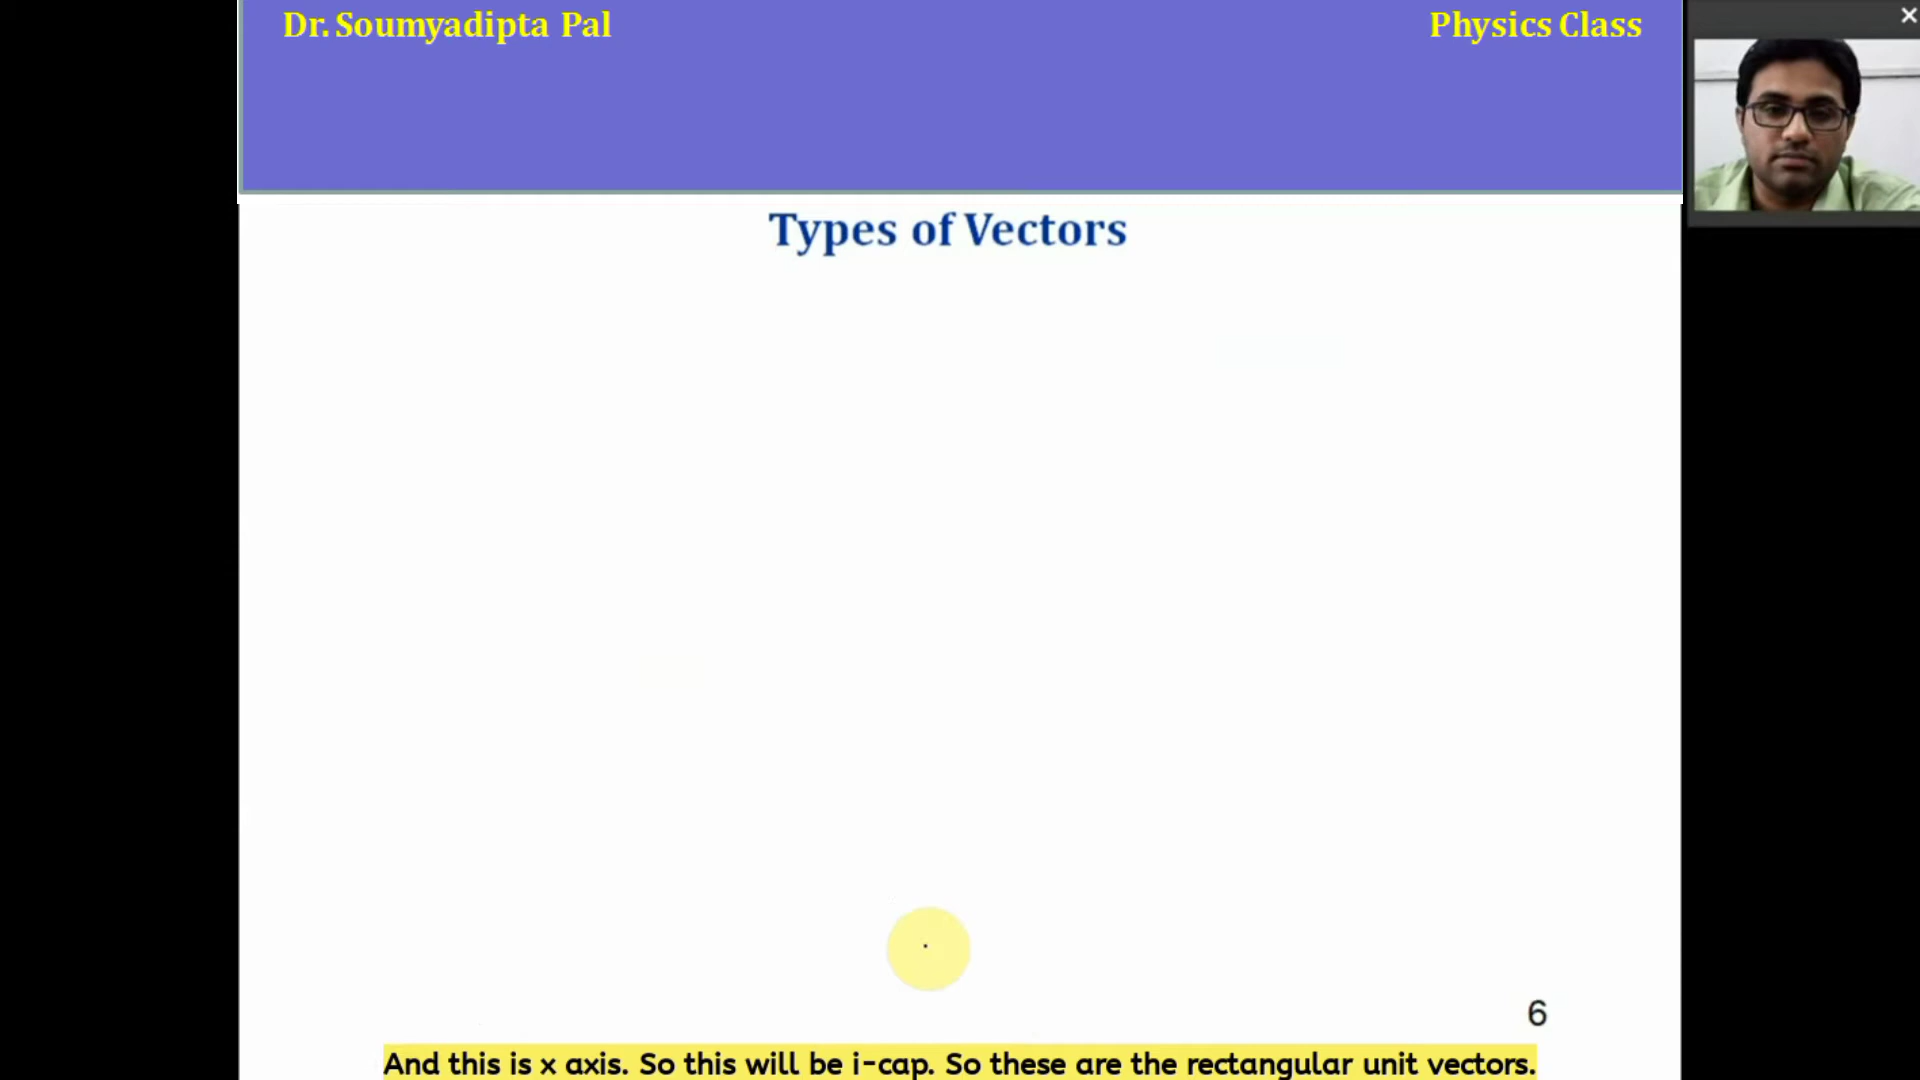 Dr. Soumyadipta Pal Physics Class
Types of Vectors
6
And this is x axis. So this will be i-cap. So these are the rectangular unit vectors.